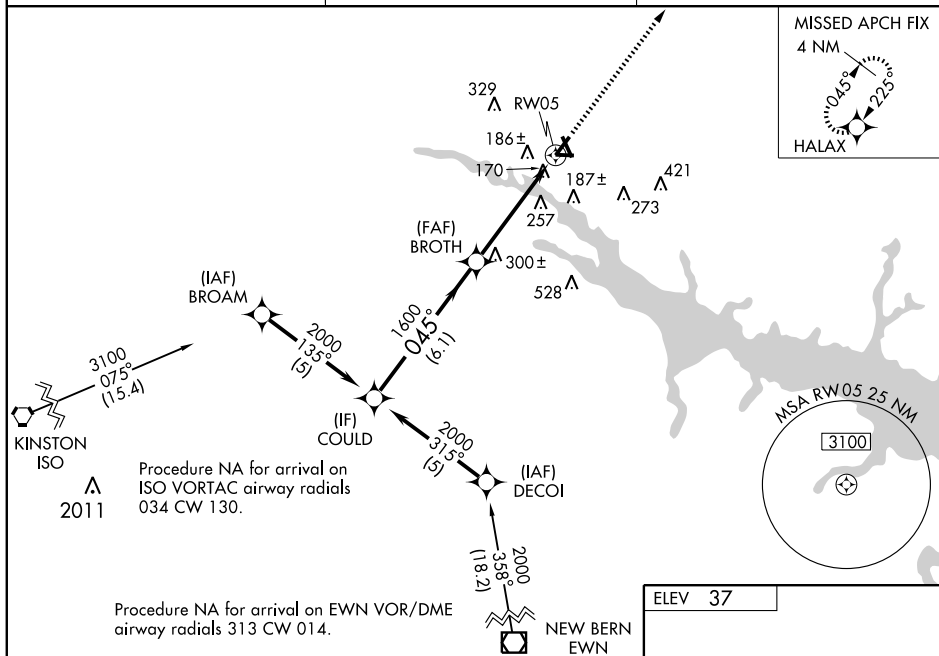 MISSED APCH FIX
4 NM
045°
225°
HALAX
329
RW05
186±
170
187±
421
257
273
(FAF)
BROTH
300±
528
(IAF)
BROAM
1600
045°
(6.1)
2000
135°
(5)
3100
075°
(15.4)
KINSTON
ISO
(IF)
COULD
2000
315°
(5)
(IAF)
DECOI
MSA RW 05 25 NM
3100
2011
Procedure NA for arrival on
ISO VORTAC airway radials
034 CW 130.
2000
358°
(18.2)
Procedure NA for arrival on EWN VOR/DME
airway radials 313 CW 014.
NEW BERN
EWN
ELEV 37